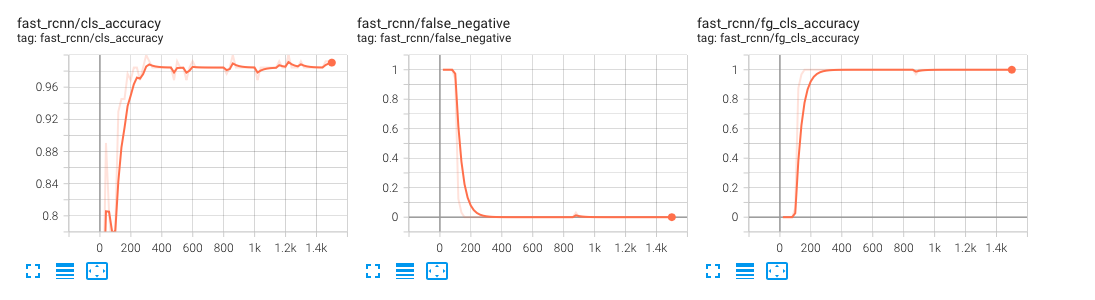 fast_rcnn/cls_accuracy
tag: fast_rcnn/cls_accuracy
0.96
0.92
0.88
0.84
0.8
0 200 400 600 800 1k 1.2k 1.4k
fast_rcnn/false_negative
tag: fast_rcnn/false_negative
1
0.8
0.6
0.4
0.2
0
0 200 400 600 800 1k 1.2k 1.4k
fast_rcnn/fg_cls_accuracy
tag: fast_rcnn/fg_cls_accuracy
1
0.8
0.6
0.4
0.2
0
0 200 400 600 800 1k 1.2k 1.4k